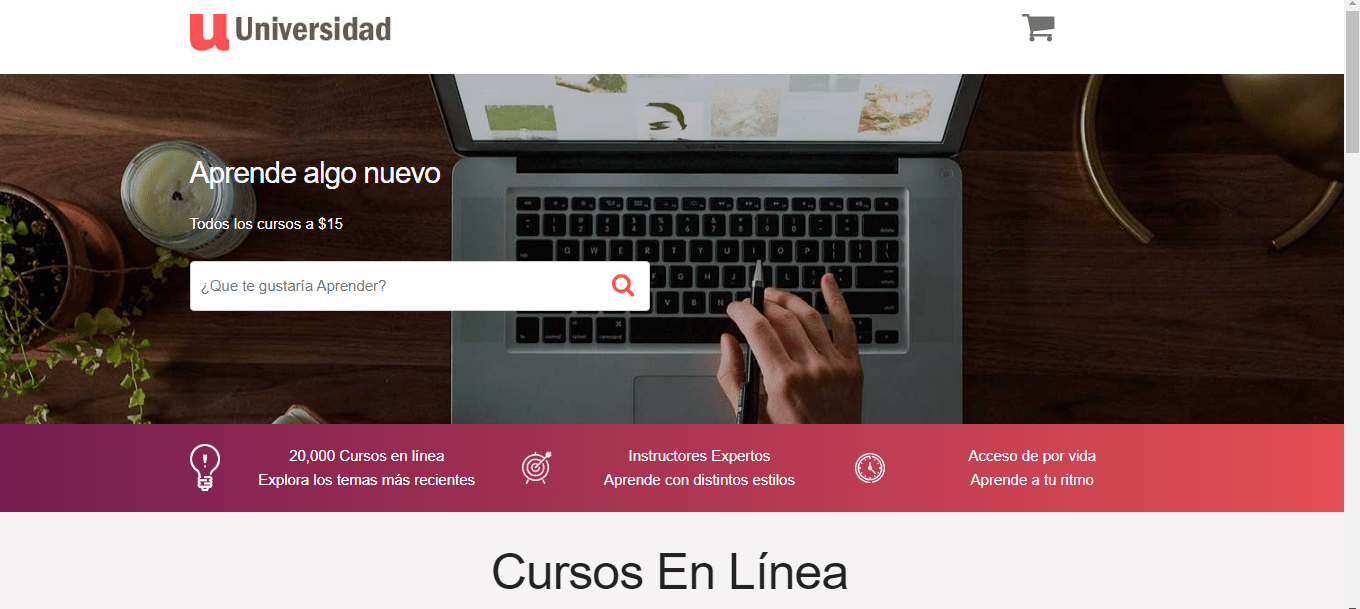 Universidad
Aprende algo nuevo
Todos los cursos a $15
¿Que te gustaría Aprender?
20,000 Cursos en línea
Explora los temas más recientes
Instructores Expertos
Aprende con distintos estilos
Acceso de por vida
Aprende a tu ritmo
Cursos En Línea